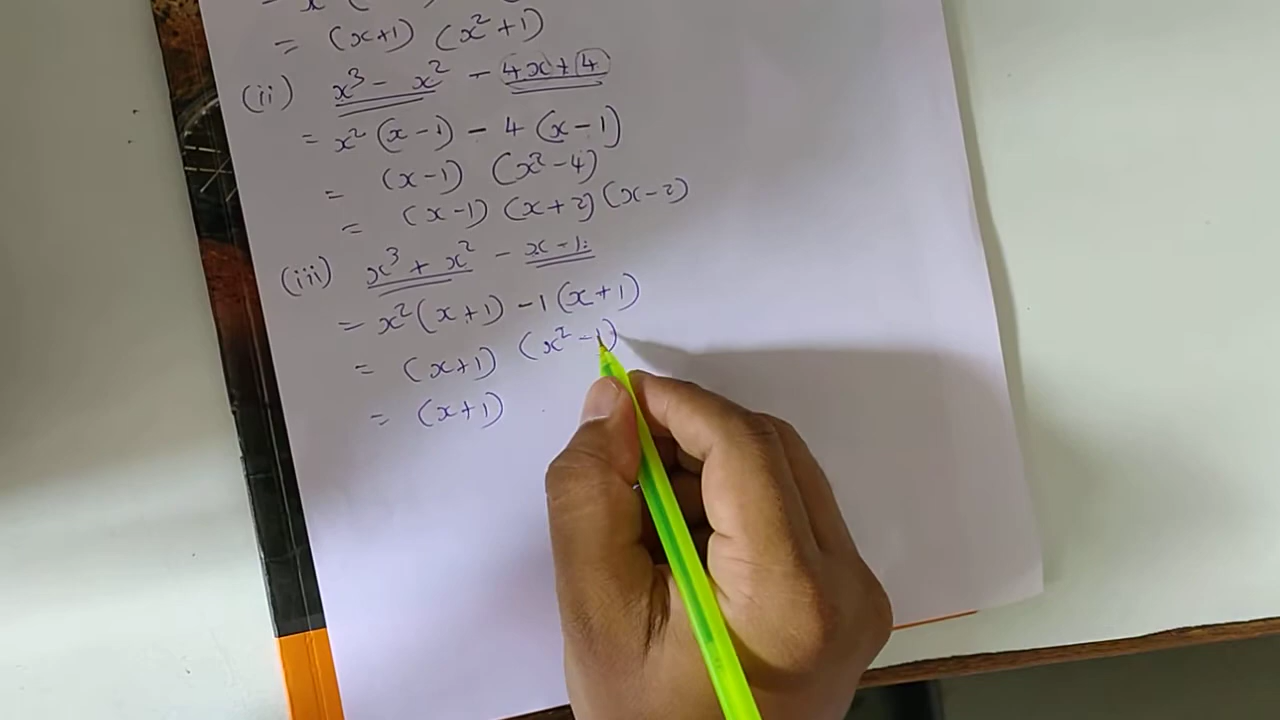 = (x+1) (x²+1)
(ii) x³ - x² - 4x + 4
= x² (x-1) - 4 (x-1)
= (x-1) (x²-4)
= (x-1) (x+2) (x-2)
(iii) x³ + x² - x - 1
= x² (x+1) - 1 (x+1)
= (x+1) (x²-1)
= (x+1)